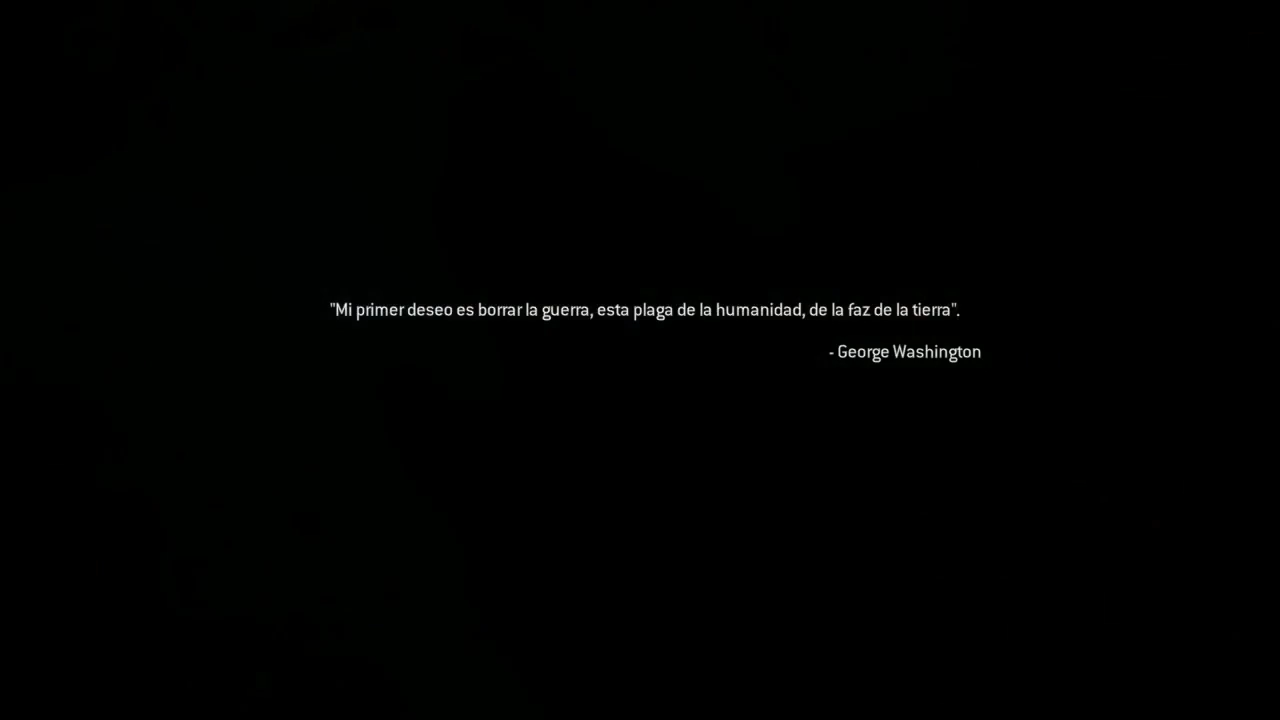 "Mi primer deseo es borrar la guerra, esta plaga de la humanidad, de la faz de la tierra".
- George Washington